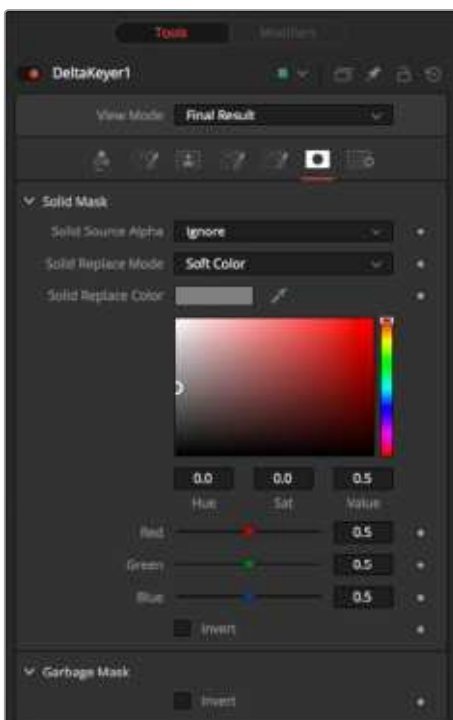 Tools Modifiers
DeltaKeyer1
View Mode Final Result
Solid Mask
Solid Source Alpha Ignore
Solid Replace Mode Soft Color
Solid Replace Color
0.0 0.0 0.5
Hue Sat Value
Red 0.5
Green 0.5
Blue 0.5
Invert
Garbage Mask
Invert